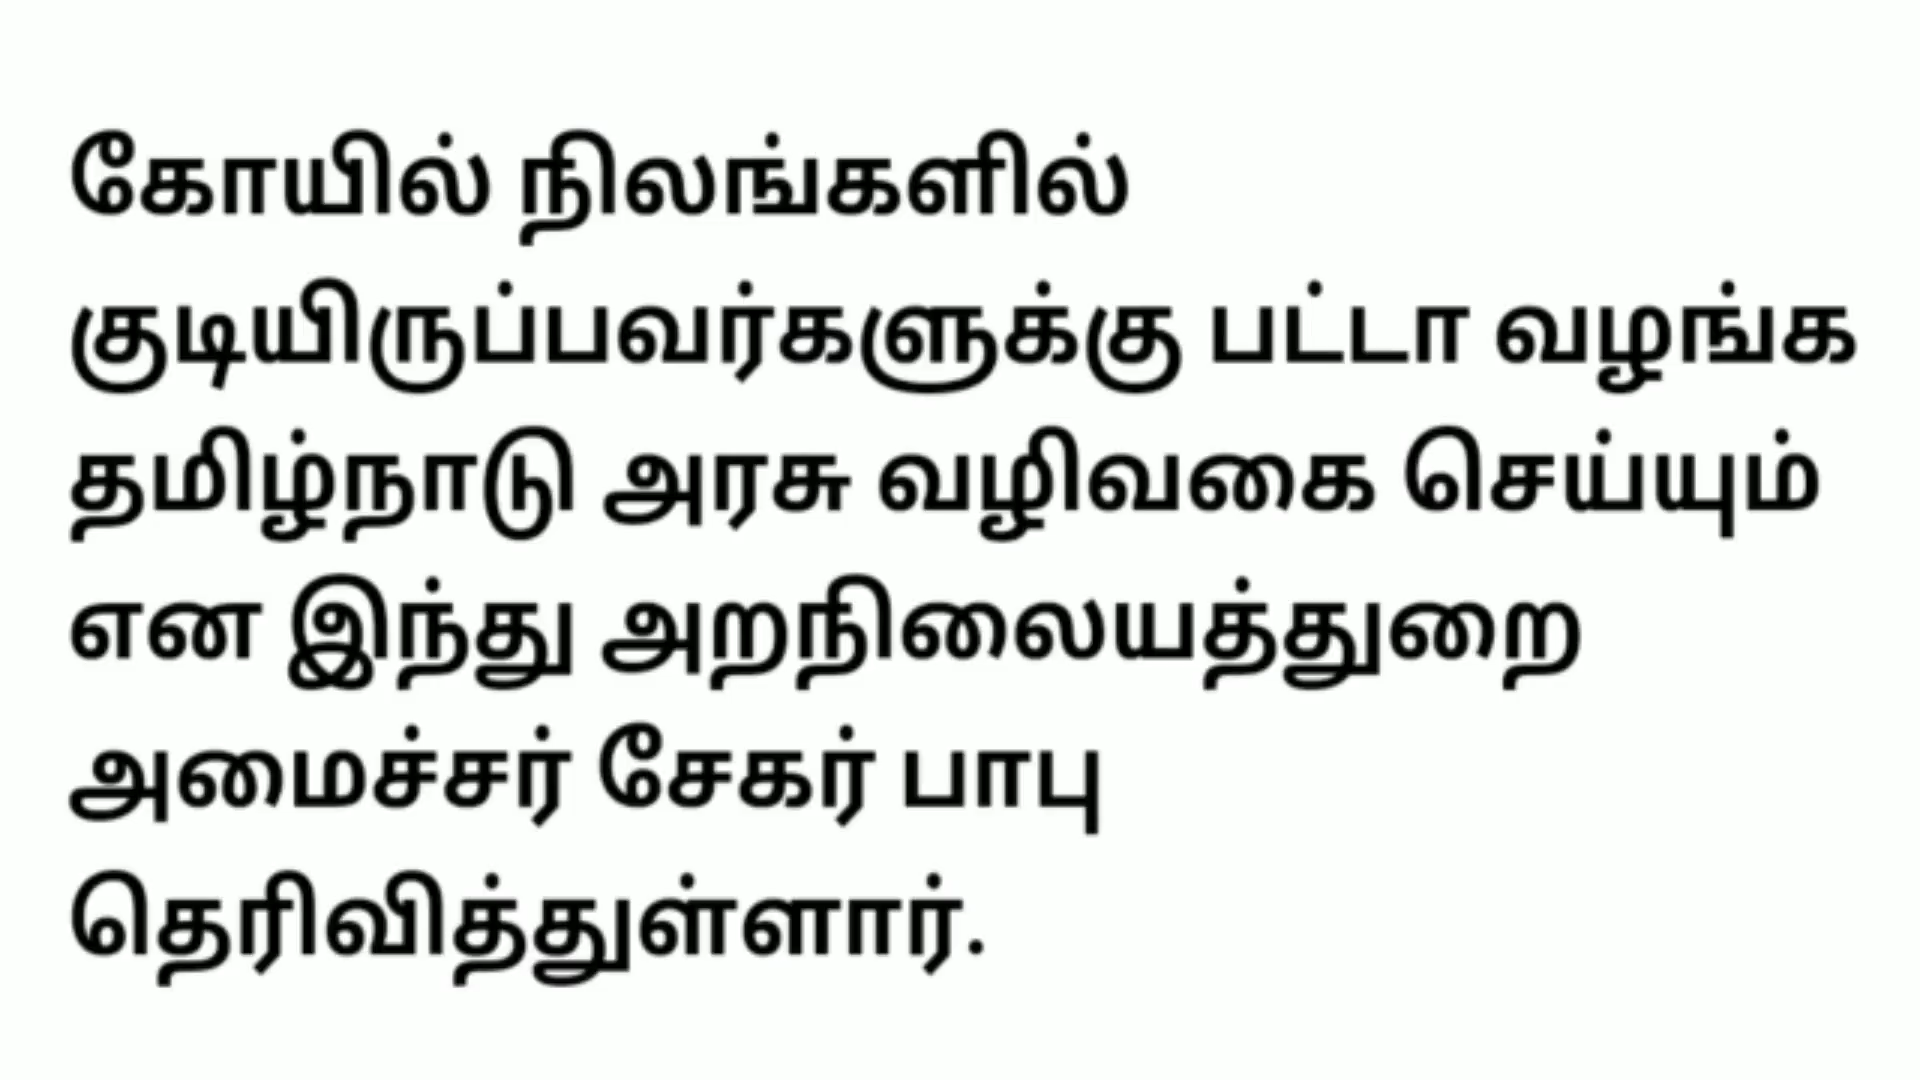 கோயில் நிலங்களில்
குடியிருப்பவர்களுக்கு பட்டா வழங்க
தமிழ்நாடு அரசு வழிவகை செய்யும்
என இந்து அறநிலையத்துறை
அமைச்சர் சேகர் பாபு
தெரிவித்துள்ளார்.